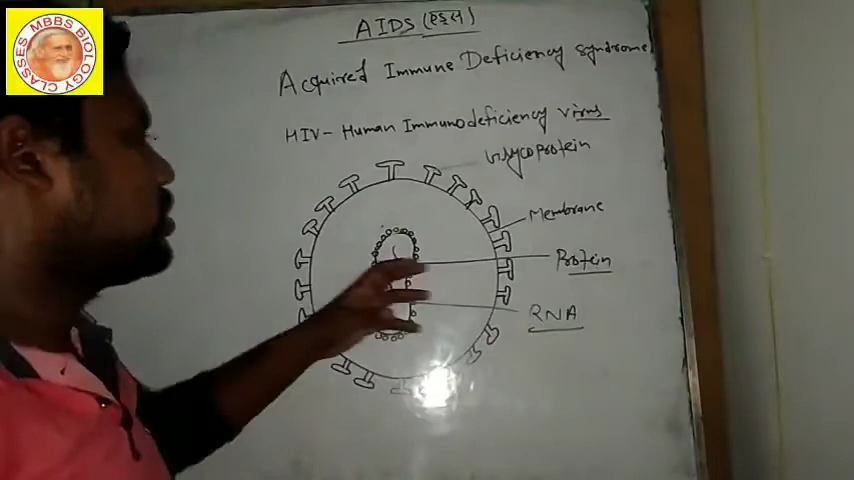 MBBS BIOLOGY CLASSES
AIDS (एड्स)
Acquired Immune Deficiency syndrome
HIV- Human Immunodeficiency virus
Glycoprotein
Membrane
Protein
RNA